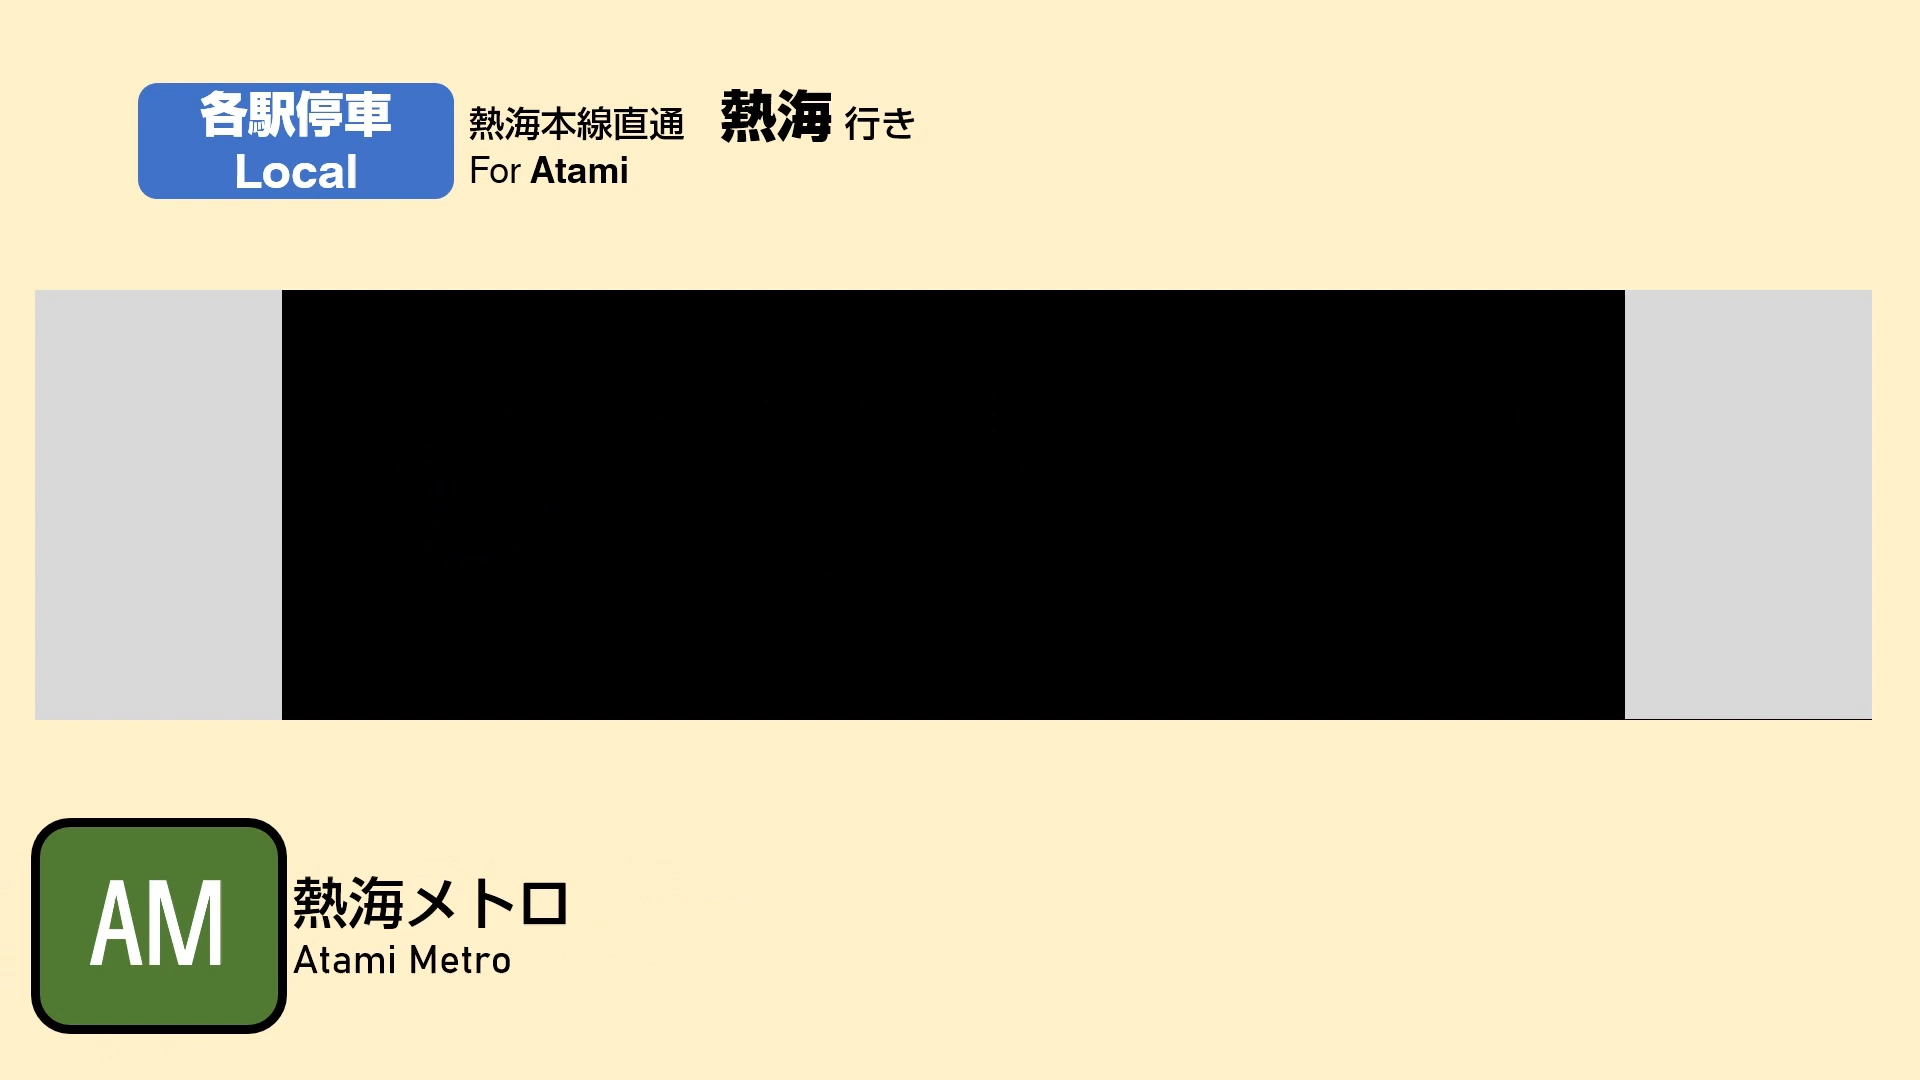 各駅停車
Local
熱海本線直通 熱海 行き
For Atami
AM
熱海メトロ
Atami Metro